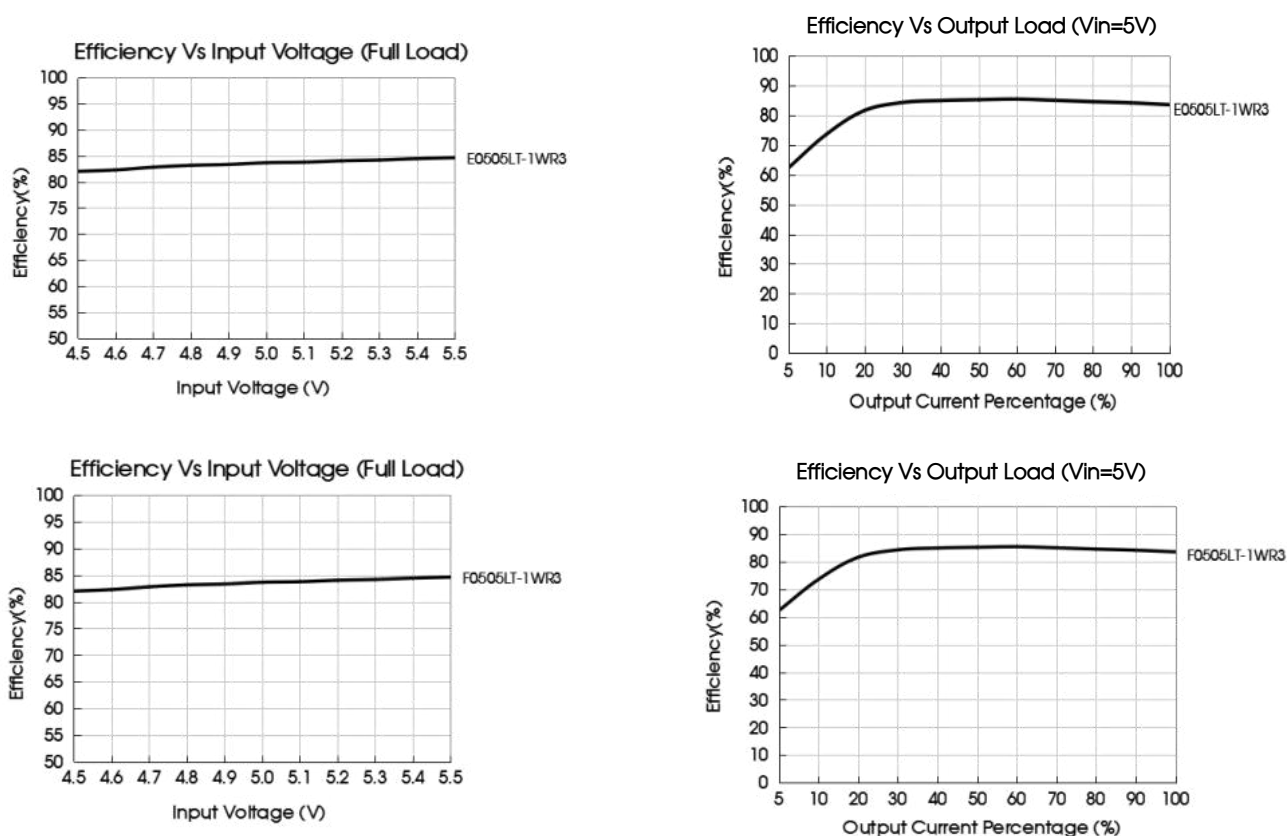 Efficiency Vs Input Voltage (Full Load)
100
95
90
85
80
75
70
65
60
55
50
Efficiency(%)
4.5 4.6 4.7 4.8 4.9 5.0 5.1 5.2 5.3 5.4 5.5
Input Voltage (V)
E0505LT-1WR3
Efficiency Vs Output Load (Vin=5V)
100
90
80
70
60
50
40
30
20
10
0
Efficiency(%)
5 10 20 30 40 50 60 70 80 90 100
Output Current Percentage (%)
E0505LT-1WR3
Efficiency Vs Input Voltage (Full Load)
100
95
90
85
80
75
70
65
60
55
50
Efficiency(%)
4.5 4.6 4.7 4.8 4.9 5.0 5.1 5.2 5.3 5.4 5.5
Input Voltage (V)
F0505LT-1WR3
Efficiency Vs Output Load (Vin=5V)
100
90
80
70
60
50
40
30
20
10
0
Efficiency(%)
5 10 20 30 40 50 60 70 80 90 100
Output Current Percentage (%)
F0505LT-1WR3